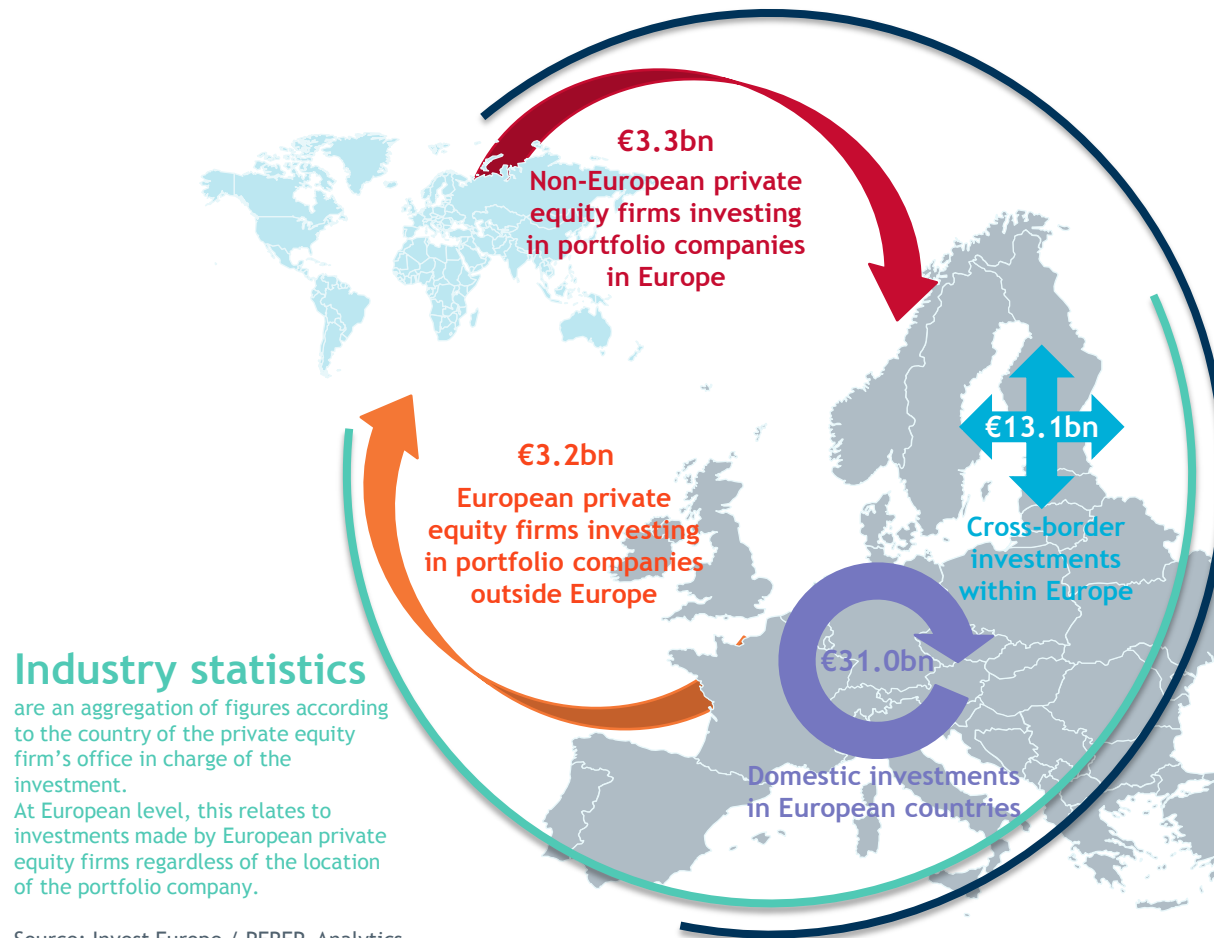 €3.3bn
Non-European private
equity firms investing
in portfolio companies
in Europe
€13.1bn
Cross-border
investments
within Europe
€3.2bn
European private
equity firms investing
in portfolio companies
outside Europe
€31.0bn
Domestic investments
in European countries
Industry statistics
are an aggregation of figures according
to the country of the private equity
firm's office in charge of the
investment.
At European level, this relates to
investments made by European private
equity firms regardless of the location
of the portfolio company.
Source: Invest Europe / PEREP_Analytics